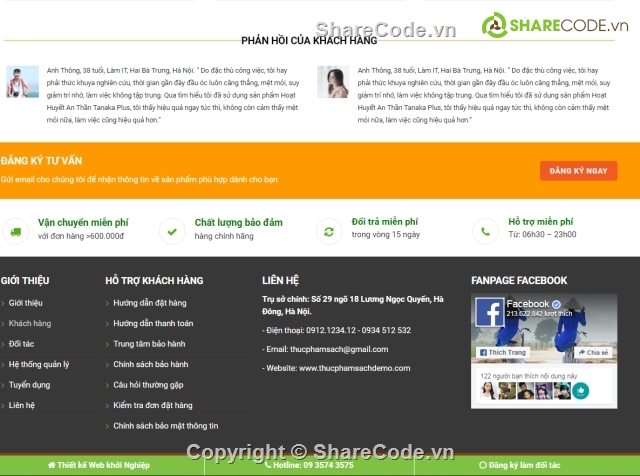 ShareCode.vn
SHARECODE.vn
PHẢN HỒI CỦA KHÁCH HÀNG
Anh Thông, 38 tuổi, Làm IT, Hai Bà Trưng, Hà Nội. " Do đặc thù công việc, tôi hay
phải thức khuya nghiên cứu, thời gian gần đây đầu óc luôn căng thẳng, mệt mỏi, suy
giảm trí nhớ, làm việc không tập trung. Qua tìm hiểu tôi đã sử dụng sản phẩm Hoạt
Huyết An Thần Tanaka Plus, tôi thấy hiệu quả ngay tức thì, không còn cảm thấy mệt
mỏi nữa, làm việc cũng hiệu quả hơn."
Anh Thông, 38 tuổi, Làm IT, Hai Bà Trưng, Hà Nội. " Do đặc thù công việc, tôi hay
phải thức khuya nghiên cứu, thời gian gần đây đầu óc luôn căng thẳng, mệt mỏi, suy
giảm trí nhớ, làm việc không tập trung. Qua tìm hiểu tôi đã sử dụng sản phẩm Hoạt
Huyết An Thần Tanaka Plus, tôi thấy hiệu quả ngay tức thì, không còn cảm thấy mệt
mỏi nữa, làm việc cũng hiệu quả hơn."
ĐĂNG KÝ TƯ VẤN
Gửi email cho chúng tôi để nhận thông tin về sản phẩm phù hợp dành cho bạn
ĐĂNG KÝ NGAY
Vận chuyển miễn phí
với đơn hàng >600.000đ
Chất lượng bảo đảm
hàng chính hãng
Đổi trả miễn phí
trong vòng 15 ngày
Hỗ trợ miễn phí
Từ: 06h30 – 23h00
GIỚI THIỆU
Giới thiệu
Khách hàng
Đối tác
Hệ thống quản lý
Tuyển dụng
Liên hệ
HỖ TRỢ KHÁCH HÀNG
Hướng dẫn đặt hàng
Hướng dẫn thanh toán
Trung tâm bảo hành
Chính sách bảo hành
Câu hỏi thường gặp
Kiểm tra đơn đặt hàng
Chính sách bảo mật thông tin
LIÊN HỆ
Trụ sở chính: Số 29 ngõ 18 Lương Ngọc Quyến, Hà
Đông, Hà Nội.
- Điện thoại: 0912.1234.12 - 0934 512 532
- Email: thucphamsach@gmail.com
- Website: www.thucphamsachdemo.com
FANPAGE FACEBOOK
Facebook
213.622.842 lượt thích
Thích Trang
Chia sẻ
122 người bạn thích nội dung này
Copyright © ShareCode.vn
Thiết kế Web khởi Nghiệp
Hotline: 09 3574 3575
Đăng ký làm đối tác